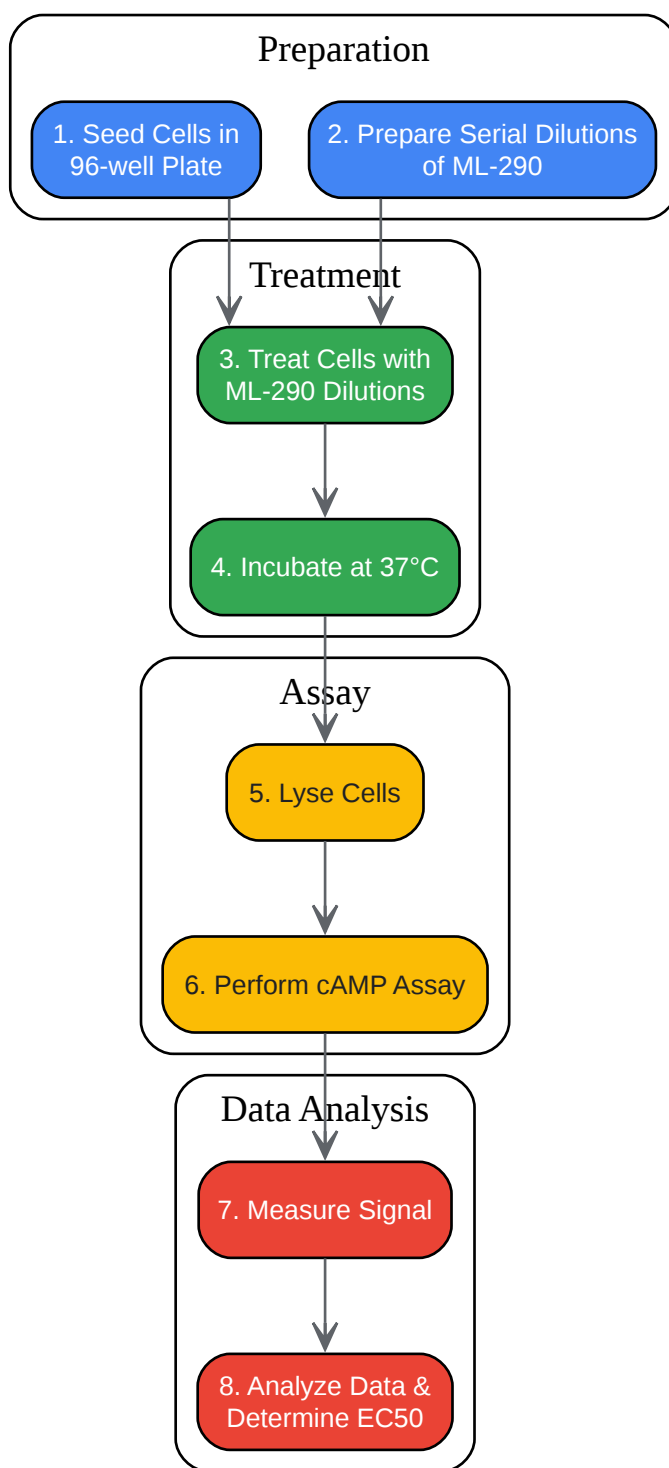 Preparation
1. Seed Cells in
96-well Plate
2. Prepare Serial Dilutions
of ML-290
Treatment
3. Treat Cells with
ML-290 Dilutions
4. Incubate at 37°C
Assay
5. Lyse Cells
6. Perform cAMP Assay
Data Analysis
7. Measure Signal
8. Analyze Data &
Determine EC50